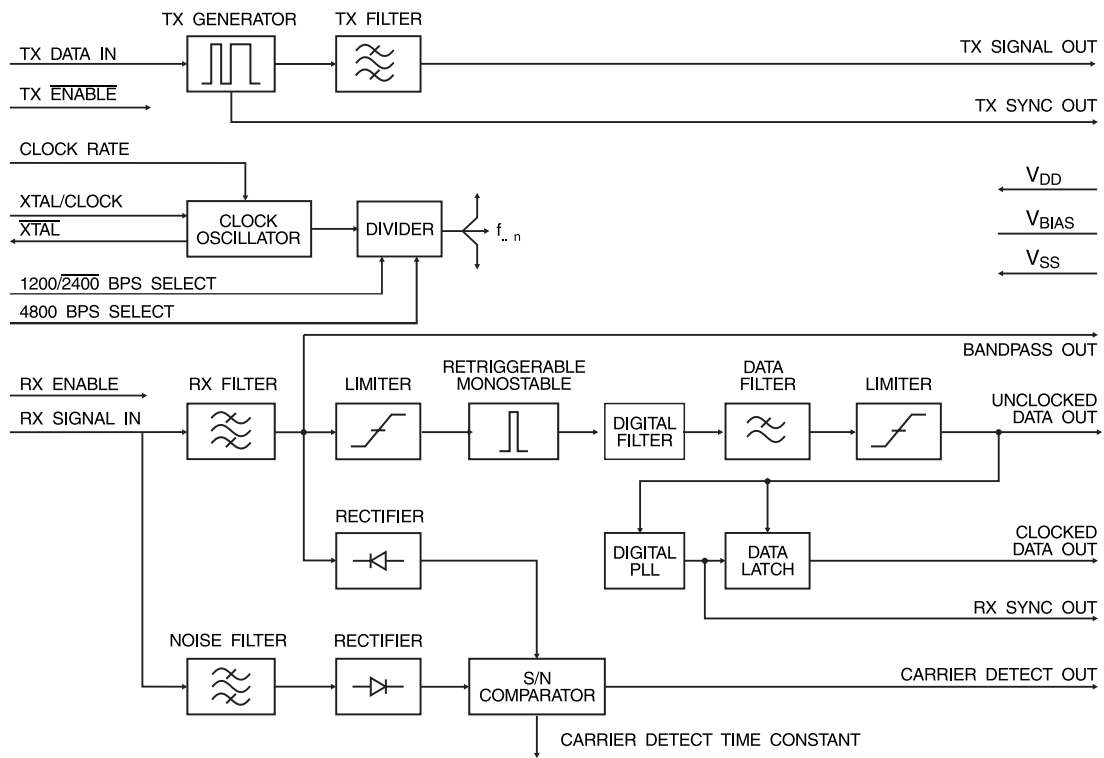 TX GENERATOR
TX FILTER
TX DATA IN
TX SIGNAL OUT
TX ENABLE
TX SYNC OUT
CLOCK RATE
VDD
XTAL/CLOCK
XTAL
CLOCK
OSCILLATOR
DIVIDER
f.. n
VBIAS
VSS
1200/2400 BPS SELECT
4800 BPS SELECT
BANDPASS OUT
RX ENABLE
RX FILTER
LIMITER
RETRIGGERABLE
MONOSTABLE
DATA
FILTER
LIMITER
UNCLOCKED
DATA OUT
RX SIGNAL IN
DIGITAL
FILTER
RECTIFIER
DIGITAL
PLL
DATA
LATCH
CLOCKED
DATA OUT
RX SYNC OUT
NOISE FILTER
RECTIFIER
S/N
COMPARATOR
CARRIER DETECT OUT
CARRIER DETECT TIME CONSTANT